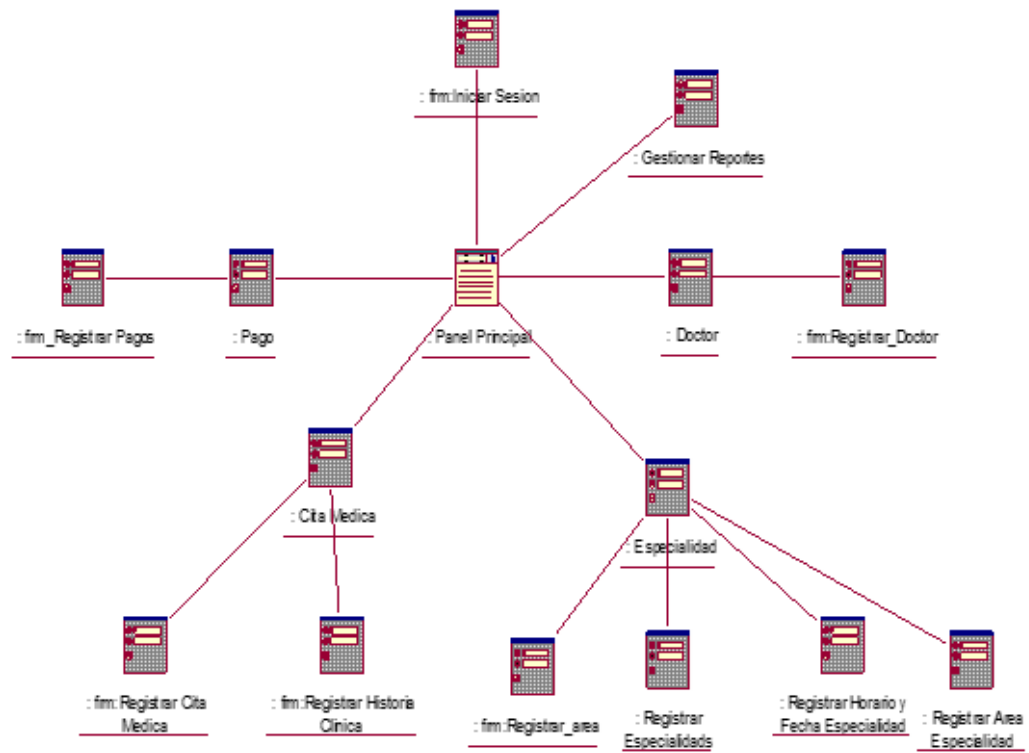 : frm:Iniciar Sesion
: Gestionar Reportes
: frm_Registrar Pagos
: Pago
: Panel Principal
: Doctor
: frm:Registrar_Doctor
: Cita Medica
: Especialidad
: frm:Registrar Cita
Medica
: frm:Registrar Historia
Clinica
: frm:Registrar_area
: Registrar
Especialidads
: Registrar Horario y
Fecha Especialidad
: Registrar Area
Especialidad